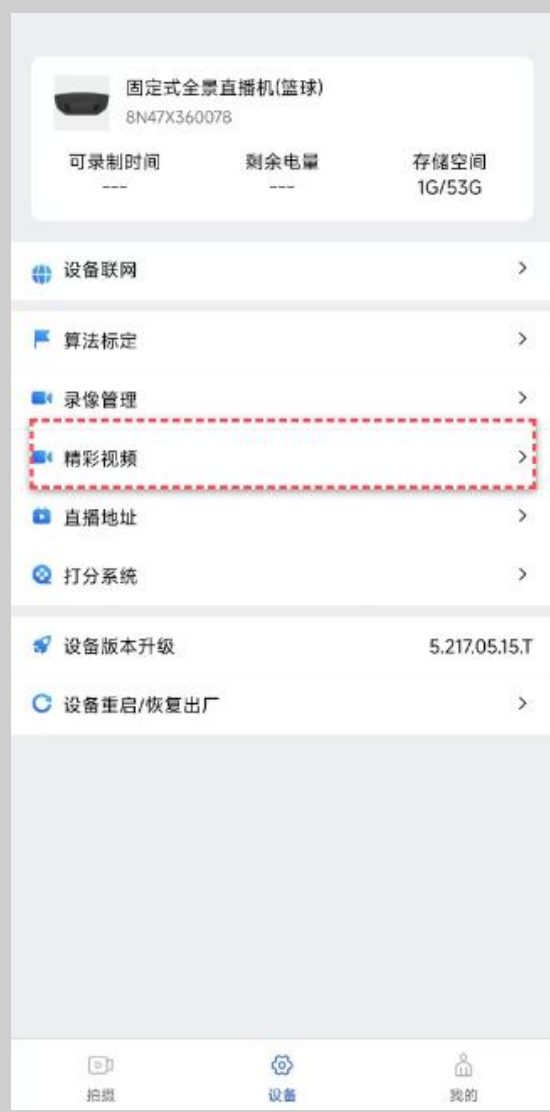 固定式全景直播机(篮球)
8N47X360078
可录制时间 剩余电量 存储空间
--- --- 1G/53G
设备联网
算法标定
录像管理
精彩视频
直播地址
打分系统
设备版本升级 5.217.05.15.T
设备重启/恢复出厂
拍摄 设备 我的